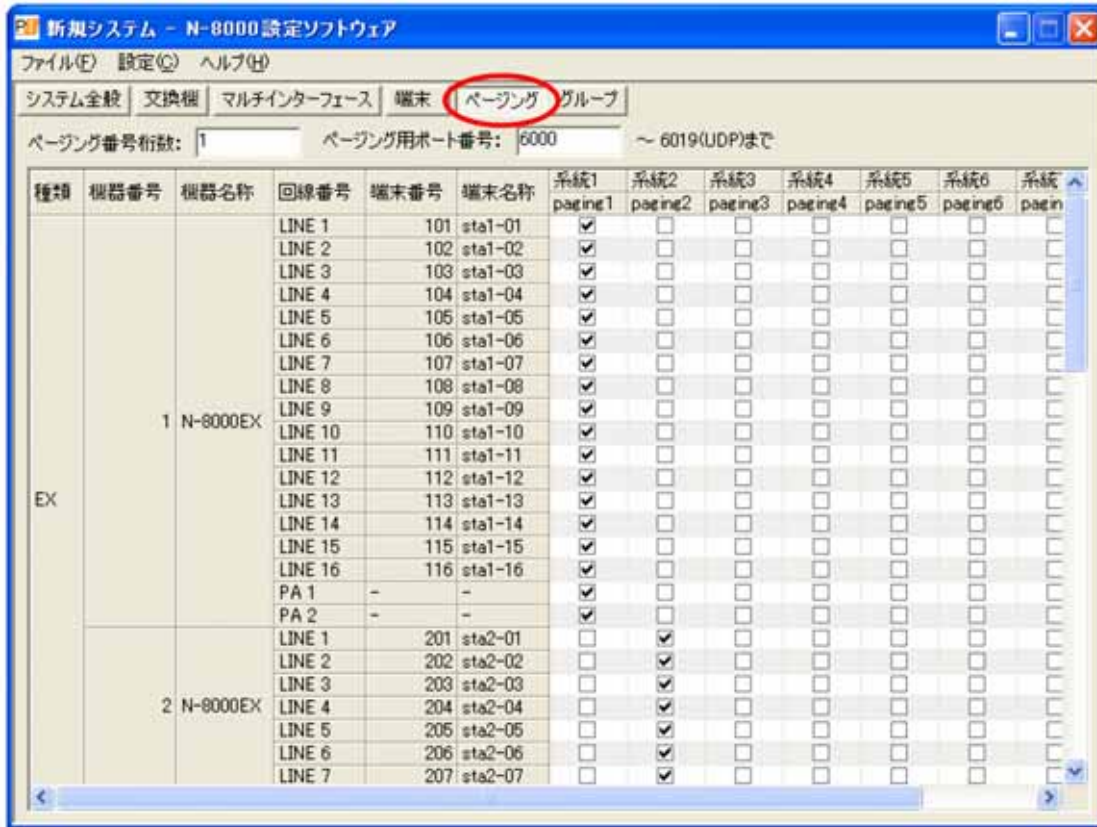 新規システム - N-8000設定ソフトウェア
ファイル(F) 設定(C) ヘルプ(H)
システム全般 交換機 マルチインターフェース 端末 ページング グループ
ページング番号桁数: 1 ページング用ポート番号: 6000 ～ 6019(UDP)まで
種類 機器番号 機器名称 回線番号 端末番号 端末名称 系統1 系統2 系統3 系統4 系統5 系統6 系統
paging1 paging2 paging3 paging4 paging5 paging6 pagin
LINE 1 101 sta1-01
LINE 2 102 sta1-02
LINE 3 103 sta1-03
LINE 4 104 sta1-04
LINE 5 105 sta1-05
LINE 6 106 sta1-06
LINE 7 107 sta1-07
LINE 8 108 sta1-08
LINE 9 109 sta1-09
1 N-8000EX
LINE 10 110 sta1-10
LINE 11 111 sta1-11
LINE 12 112 sta1-12
EX
LINE 13 113 sta1-13
LINE 14 114 sta1-14
LINE 15 115 sta1-15
LINE 16 116 sta1-16
PA 1 - -
PA 2 - -
LINE 1 201 sta2-01
LINE 2 202 sta2-02
LINE 3 203 sta2-03
2 N-8000EX
LINE 4 204 sta2-04
LINE 5 205 sta2-05
LINE 6 206 sta2-06
LINE 7 207 sta2-07